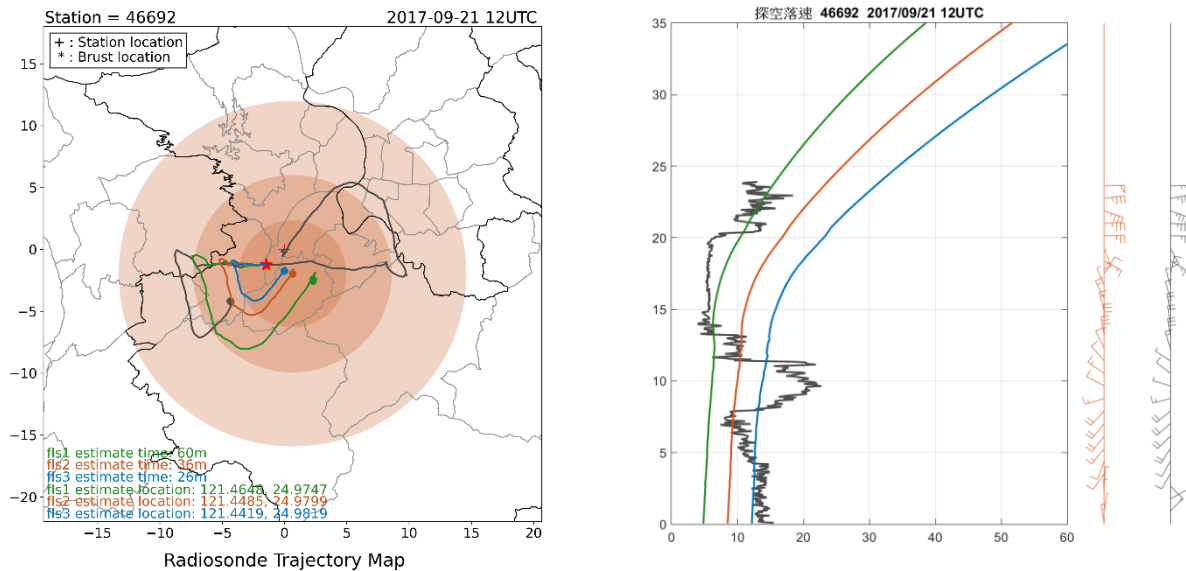 Station = 46692
2017-09-21 12UTC
+ : Station location
* : Brust location
15
10
5
0
−5
−10
−15
−20
fls1 estimate time: 60m
fls2 estimate time: 36m
fls3 estimate time: 26m
fls1 estimate location: 121.4648, 24.9747
fls2 estimate location: 121.4485, 24.9799
fls3 estimate location: 121.4419, 24.9819
−15 −10 −5 0 5 10 15 20
Radiosonde Trajectory Map
探空落速 46692 2017/09/21 12UTC
35
30
25
20
15
10
5
0
0 10 20 30 40 50 60